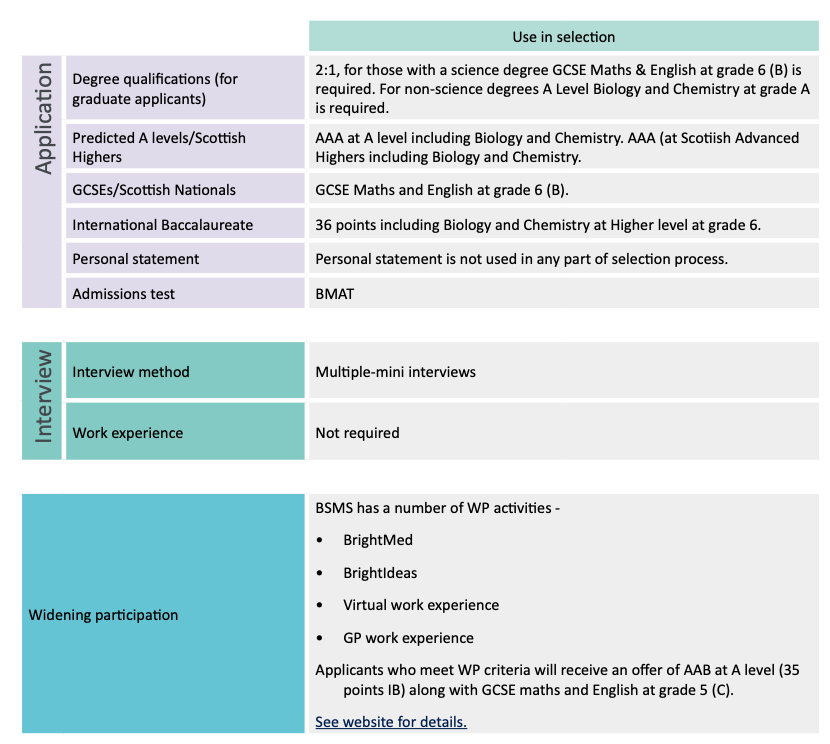 Use in selection
Application
Degree qualifications (for
graduate applicants)
2:1, for those with a science degree GCSE Maths & English at grade 6 (B) is
required. For non-science degrees A Level Biology and Chemistry at grade A
is required.
Predicted A levels/Scottish
Highers
AAA at A level including Biology and Chemistry. AAA (at Scotiish Advanced
Highers including Biology and Chemistry.
GCSEs/Scottish Nationals
GCSE Maths and English at grade 6 (B).
International Baccalaureate
36 points including Biology and Chemistry at Higher level at grade 6.
Personal statement
Personal statement is not used in any part of selection process.
Admissions test
BMAT
Interview
Interview method
Multiple-mini interviews
Work experience
Not required
Widening participation
BSMS has a number of WP activities -
• BrightMed
• BrightIdeas
• Virtual work experience
• GP work experience
Applicants who meet WP criteria will receive an offer of AAB at A level (35
points IB) along with GCSE maths and English at grade 5 (C).
See website for details.